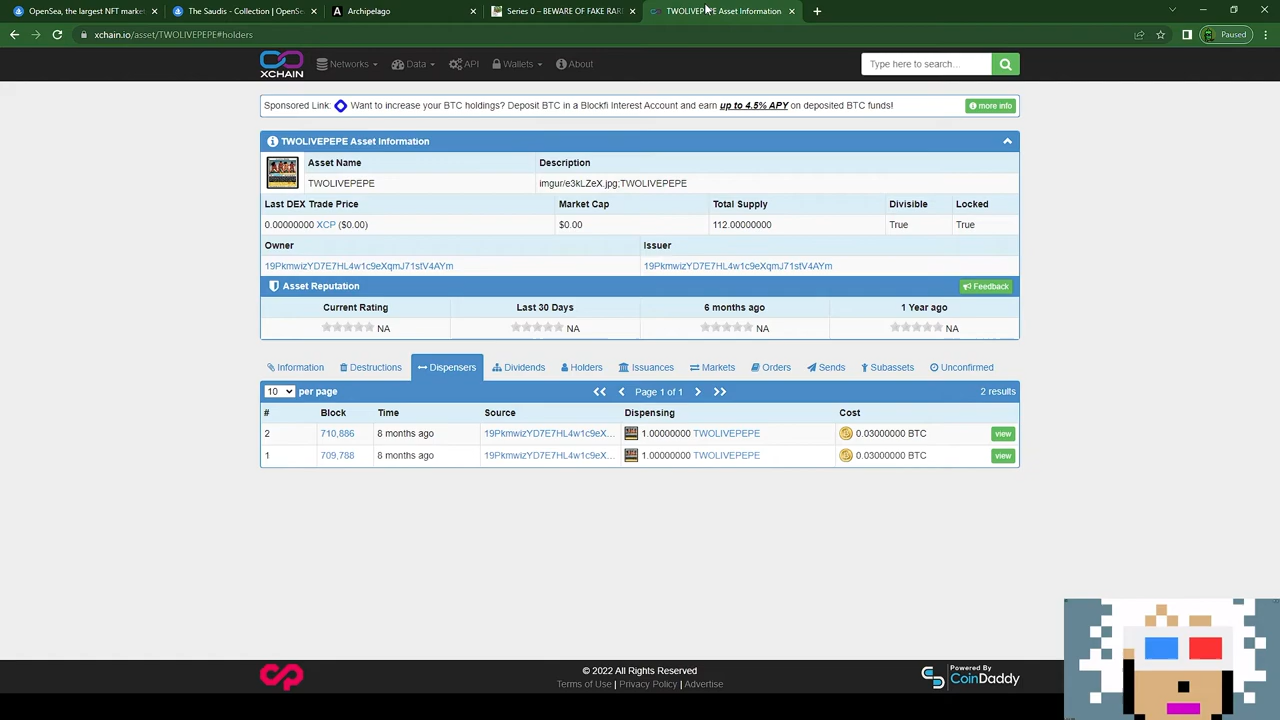 OpenSea, the largest NFT market
The Saudis - Collection | OpenSe
Archipelago
Series 0 – BEWARE OF FAKE RARE
TWOLIVEPEPE Asset Information
xchain.io/asset/TWOLIVEPEPE#holders
Paused
XCHAIN
Networks
Data
API
Wallets
About
Type here to search...
Sponsored Link: Want to increase your BTC holdings? Deposit BTC in a Blockfi Interest Account and earn up to 4.5% APY on deposited BTC funds!
more info
TWOLIVEPEPE Asset Information
Asset Name Description
TWOLIVEPEPE imgur/e3kLZeX.jpg;TWOLIVEPEPE
Last DEX Trade Price Market Cap Total Supply Divisible Locked
0.00000000 XCP ($0.00) $0.00 112.00000000 True True
Owner Issuer
19PkmwizYD7E7HL4w1c9eXqmJ71stV4AYm 19PkmwizYD7E7HL4w1c9eXqmJ71stV4AYm
Asset Reputation Feedback
Current Rating Last 30 Days 6 months ago 1 Year ago
NA NA NA NA
Information Destructions Dispensers Dividends Holders Issuances Markets Orders Sends Subassets Unconfirmed
10 per page Page 1 of 1 2 results
# Block Time Source Dispensing Cost
2 710,886 8 months ago 19PkmwizYD7E7HL4w1c9eX... 1.00000000 TWOLIVEPEPE 0.03000000 BTC view
1 709,788 8 months ago 19PkmwizYD7E7HL4w1c9eX... 1.00000000 TWOLIVEPEPE 0.03000000 BTC view
© 2022 All Rights Reserved
Terms of Use | Privacy Policy | Advertise
Powered By
CoinDaddy